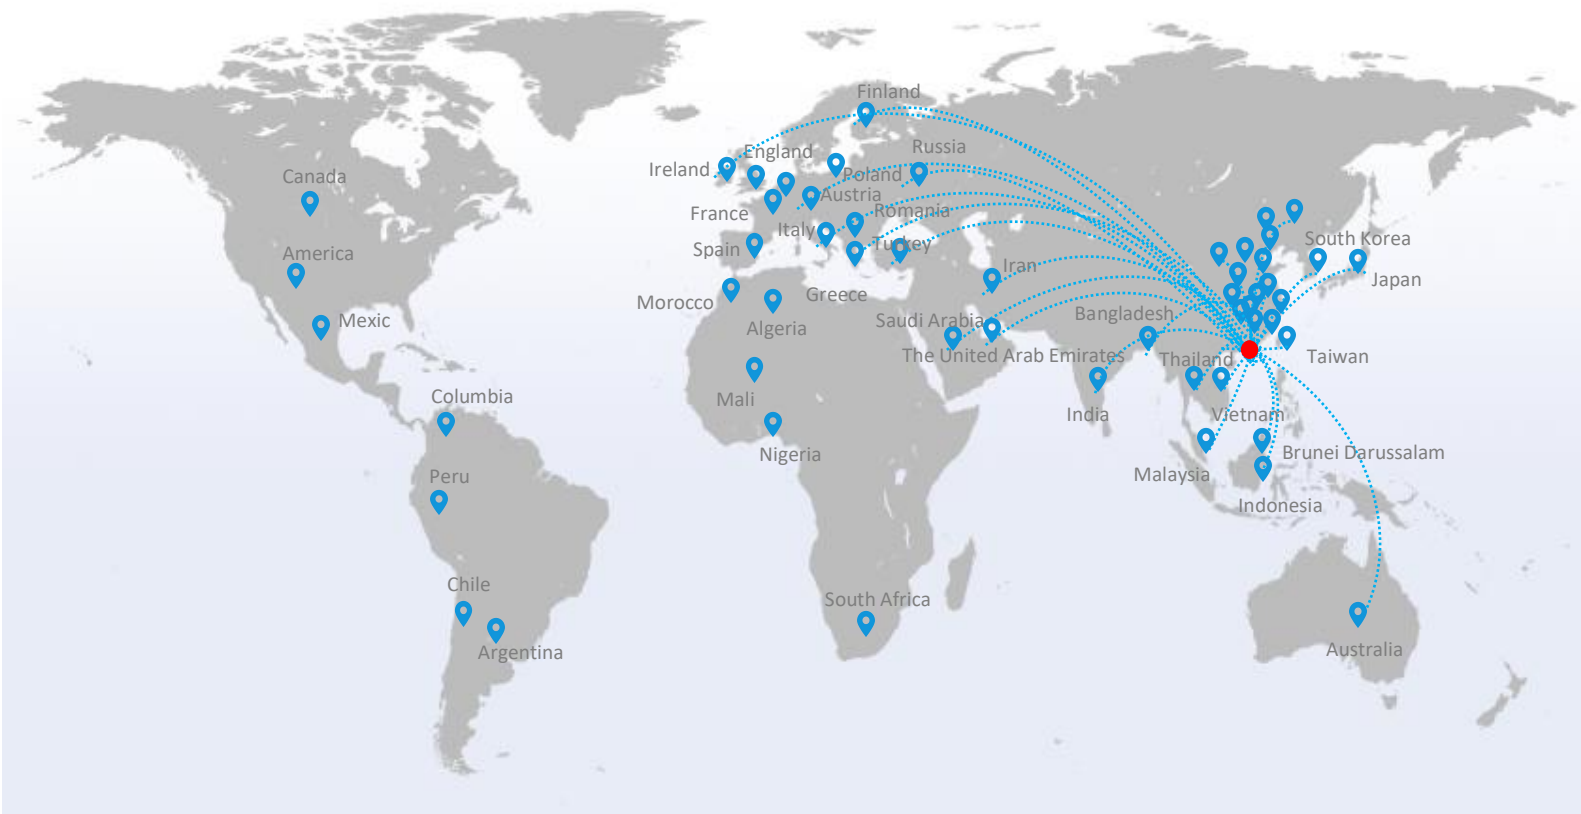 Finland
England
Ireland
Russia
Poland
Canada
Austria
France
Romania
Italy
Spain
Turkey
South Korea
America
Iran
Japan
Morocco
Greece
Algeria
Mexic
Saudi Arabia
Bangladesh
The United Arab Emirates
Thailand
Taiwan
Mali
Columbia
India
Vietnam
Nigeria
Brunei Darussalam
Peru
Malaysia
Indonesia
Chile
South Africa
Argentina
Australia